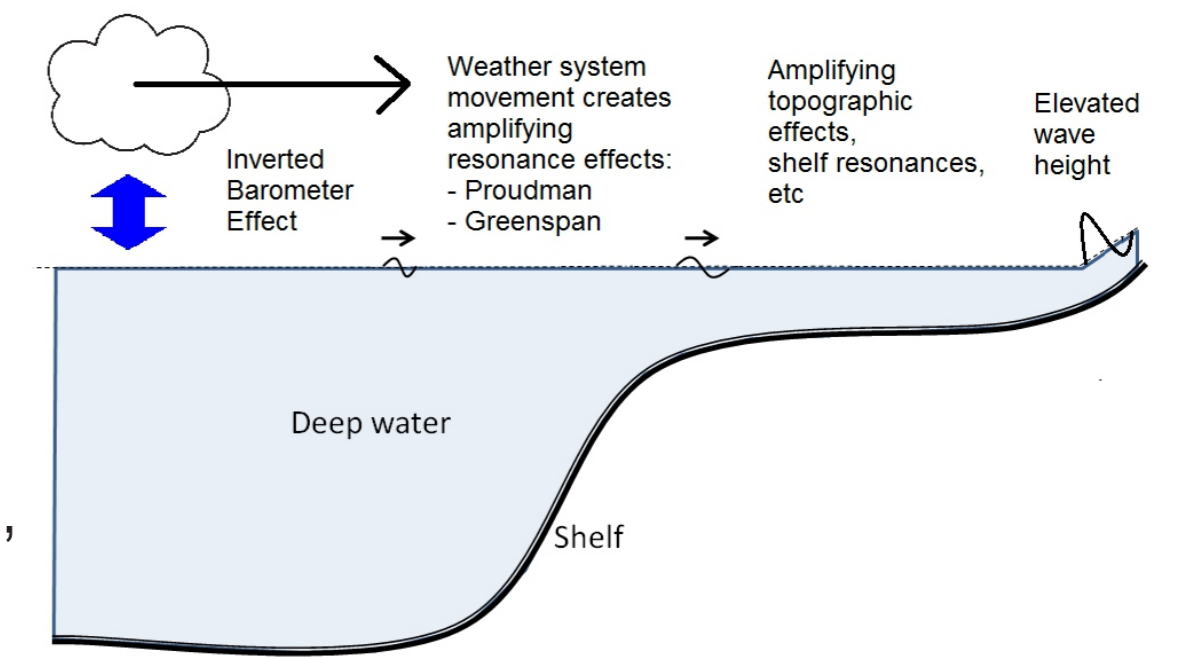 Inverted
Barometer
Effect
Weather system
movement creates
amplifying
resonance effects:
- Proudman
- Greenspan
Amplifying
topographic
effects,
shelf resonances,
etc
Elevated
wave
height
Deep water
Shelf
,